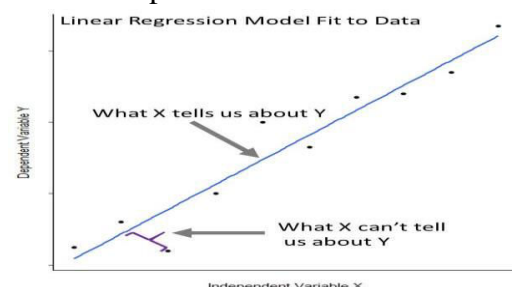 Linear Regression Model Fit to Data
What X tells us about Y
Dependent Variable Y
What X can't tell
us about Y
Independent Variable X